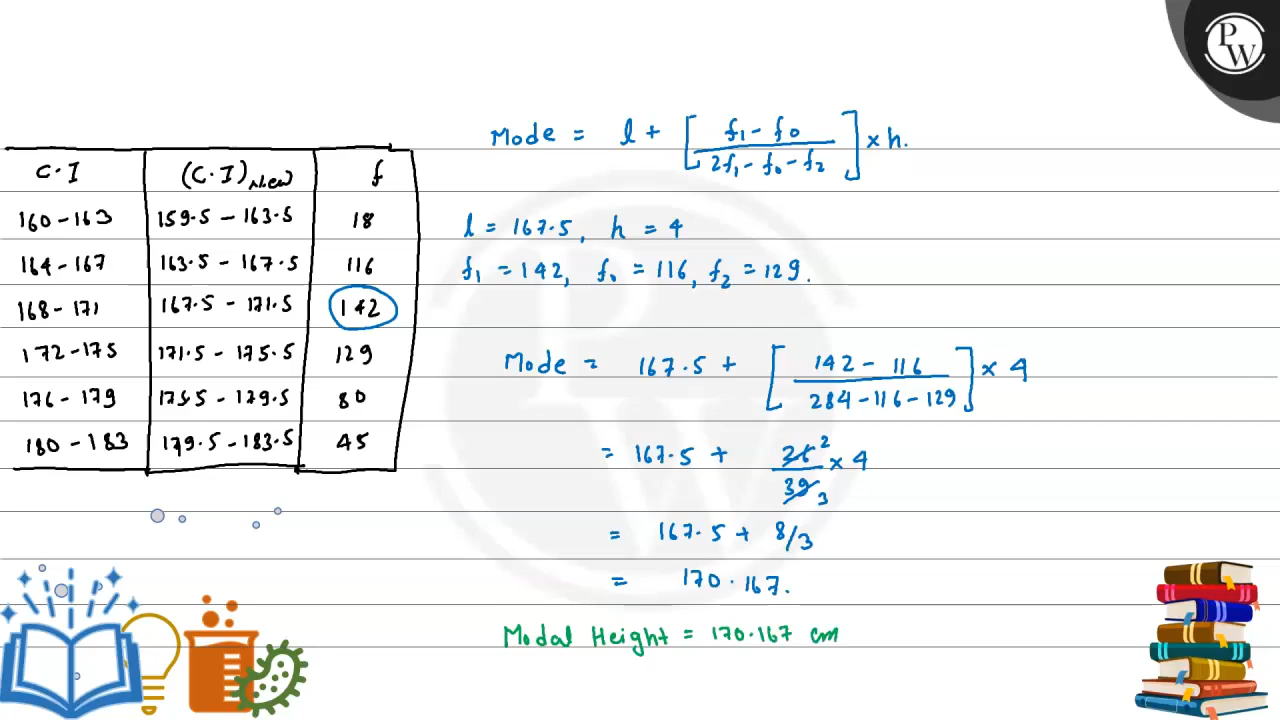 PW
Mode = l + [ f₁ - f₀ / 2f₁ - f₀ - f₂ ] × h.
C.I (C.I)New f
160-163 159.5 - 163.5 18
164-167 163.5 - 167.5 116
168-171 167.5 - 171.5 142
172-175 171.5 - 175.5 129
176-179 175.5 - 179.5 80
180-183 179.5-183.5 45
l = 167.5, h = 4
f₁ = 142, f₀ = 116, f₂ = 129.
Mode = 167.5 + [ 142 - 116 / 284-116-129 ] × 4
= 167.5 + 26 2 / 39 3 × 4
= 167.5 + 8/3
= 170.167.
Modal Height = 170.167 cm